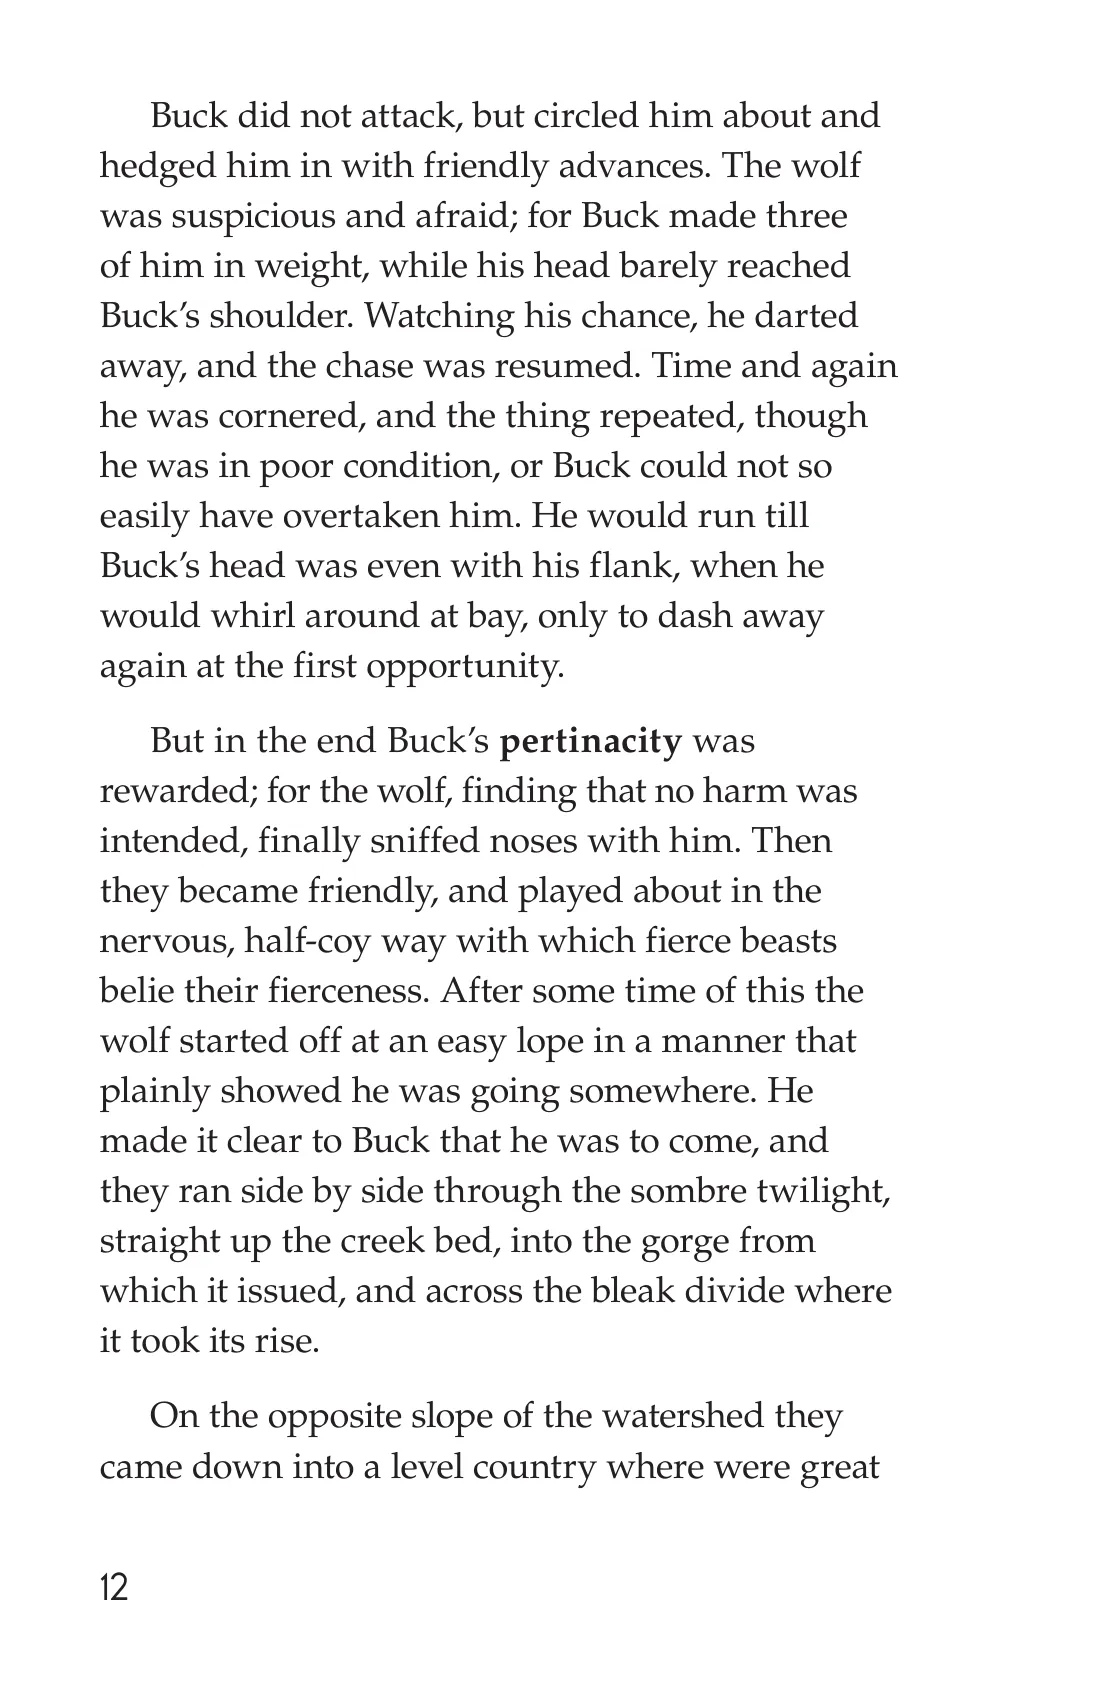 Buck did not attack, but circled him about and
hedged him in with friendly advances. The wolf
was suspicious and afraid; for Buck made three
of him in weight, while his head barely reached
Buck’s shoulder. Watching his chance, he darted
away, and the chase was resumed. Time and again
he was cornered, and the thing repeated, though
he was in poor condition, or Buck could not so
easily have overtaken him. He would run till
Buck’s head was even with his flank, when he
would whirl around at bay, only to dash away
again at the first opportunity.
But in the end Buck’s pertinacity was
rewarded; for the wolf, finding that no harm was
intended, finally sniffed noses with him. Then
they became friendly, and played about in the
nervous, half-coy way with which fierce beasts
belie their fierceness. After some time of this the
wolf started off at an easy lope in a manner that
plainly showed he was going somewhere. He
made it clear to Buck that he was to come, and
they ran side by side through the sombre twilight,
straight up the creek bed, into the gorge from
which it issued, and across the bleak divide where
it took its rise.
On the opposite slope of the watershed they
came down into a level country where were great
12